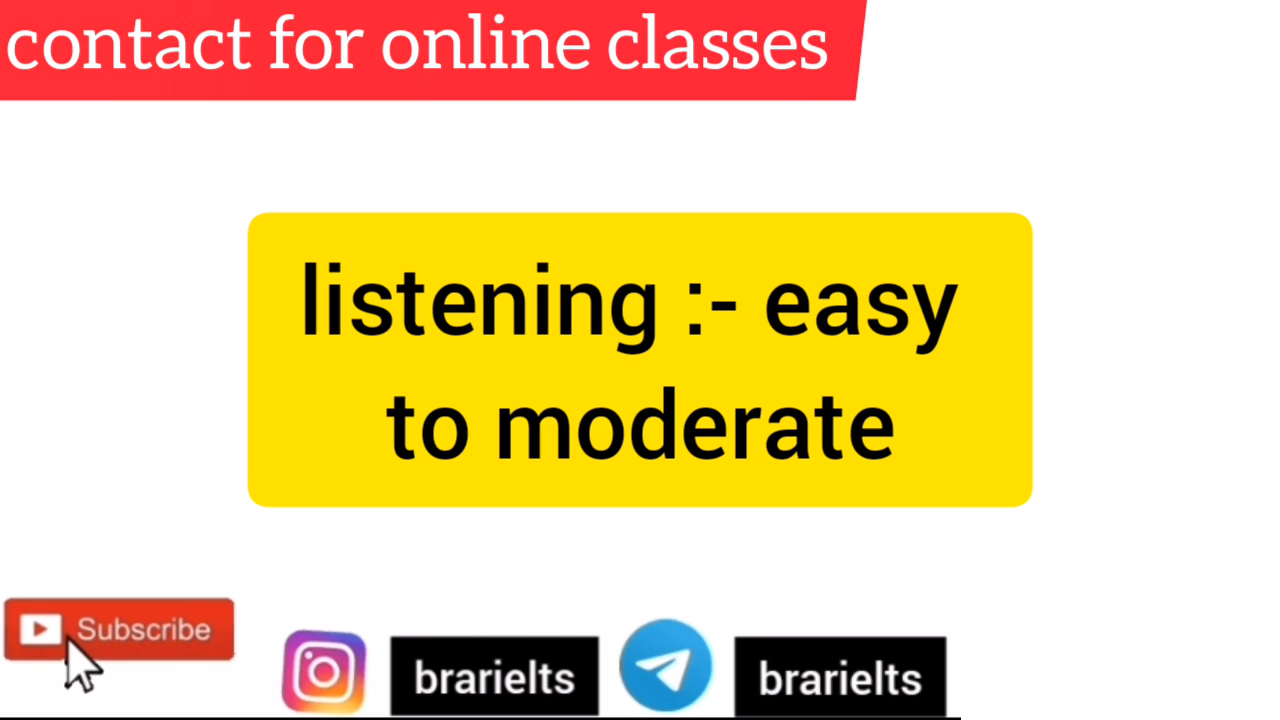 contact for online classes
listening :- easy
to moderate
Subscribe
brarielts
brarielts